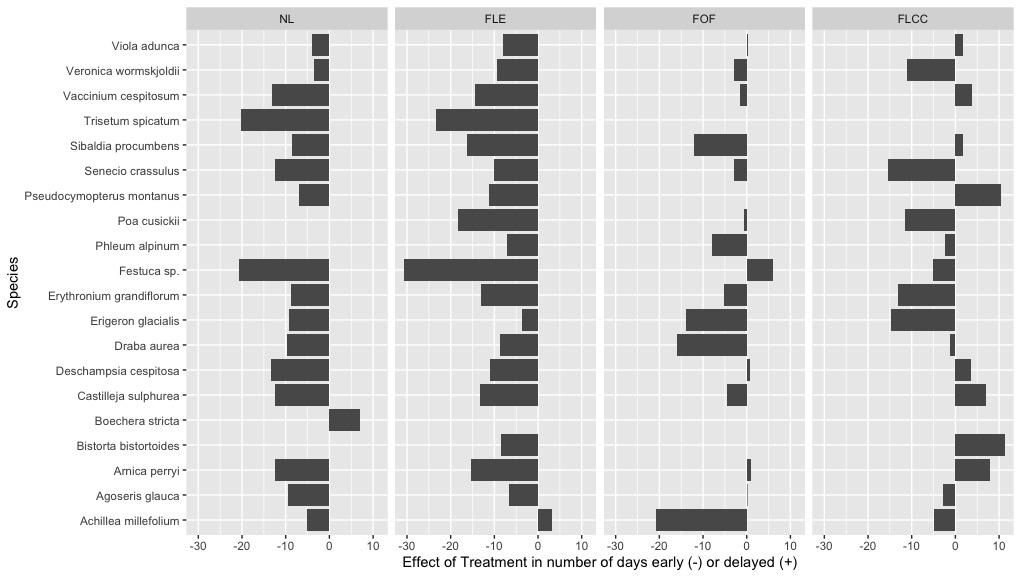 NL FLE FOF FLCC
Species
Viola adunca
Veronica wormskjoldii
Vaccinium cespitosum
Trisetum spicatum
Sibaldia procumbens
Senecio crassulus
Pseudocymopterus montanus
Poa cusickii
Phleum alpinum
Festuca sp.
Erythronium grandiflorum
Erigeron glacialis
Draba aurea
Deschampsia cespitosa
Castilleja sulphurea
Boechera stricta
Bistorta bistortoides
Arnica perryi
Agoseris glauca
Achillea millefolium
-30 -20 -10 0 10 -30 -20 -10 0 10 -30 -20 -10 0 10 -30 -20 -10 0 10
Effect of Treatment in number of days early (-) or delayed (+)